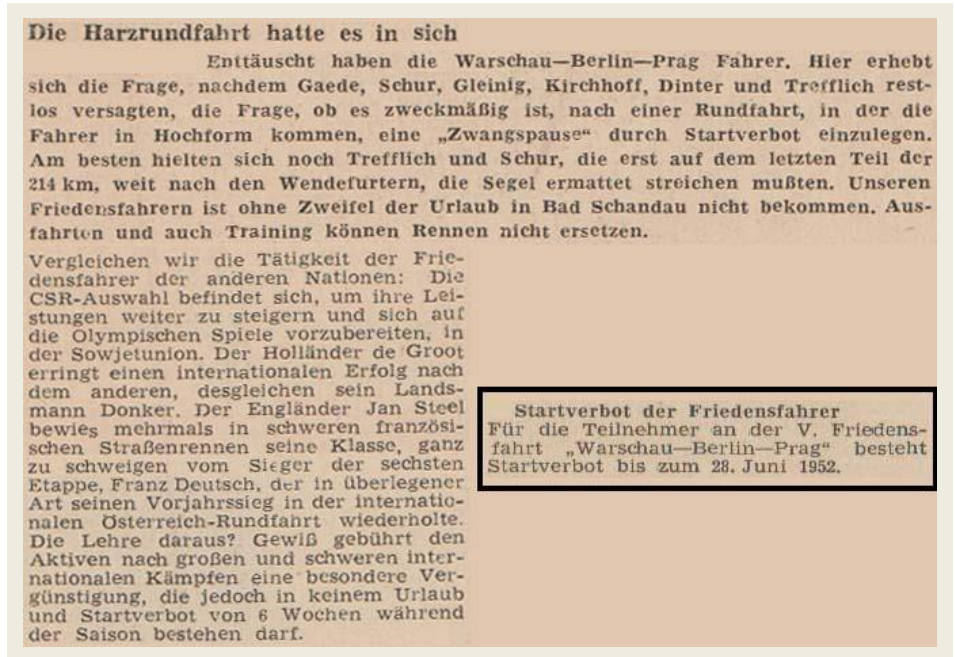 Die Harzrundfahrt hatte es in sich
Enttäuscht haben die Warschau—Berlin—Prag Fahrer. Hier erhebt
sich die Frage, nachdem Gaede, Schur, Gleinig, Kirchhoff, Dinter und Trefflich rest-
los versagten, die Frage, ob es zweckmäßig ist, nach einer Rundfahrt, in der die
Fahrer in Hochform kommen, eine „Zwangspause“ durch Startverbot einzulegen.
Am besten hielten sich noch Trefflich und Schur, die erst auf dem letzten Teil der
214 km, weit nach den Wendefurtern, die Segel ermattet streichen mußten. Unseren
Friedensfahrern ist ohne Zweifel der Urlaub in Bad Schandau nicht bekommen. Aus-
fahrten und auch Training können Rennen nicht ersetzen.
Vergleichen wir die Tätigkeit der Frie-
densfahrer der anderen Nationen: Die
CSR-Auswahl befindet sich, um ihre Lei-
stungen weiter zu steigern und sich auf
die Olympischen Spiele vorzubereiten, in
der Sowjetunion. Der Holländer de Groot
erringt einen internationalen Erfolg nach
dem anderen, desgleichen sein Lands-
mann Donker. Der Engländer Jan Steel
bewies mehrmals in schweren französi-
schen Straßenrennen seine Klasse, ganz
zu schweigen vom Sieger der sechsten
Etappe, Franz Deutsch, der in überlegener
Art seinen Vorjahrssieg in der internatio-
nalen Österreich-Rundfahrt wiederholte.
Die Lehre daraus? Gewiß gebührt den
Aktiven nach großen und schweren inter-
nationalen Kämpfen eine besondere Ver-
günstigung, die jedoch in keinem Urlaub
und Startverbot von 6 Wochen während
der Saison bestehen darf.
Startverbot der Friedensfahrer
Für die Teilnehmer an der V. Friedens-
fahrt „Warschau—Berlin—Prag“ besteht
Startverbot bis zum 28. Juni 1952.